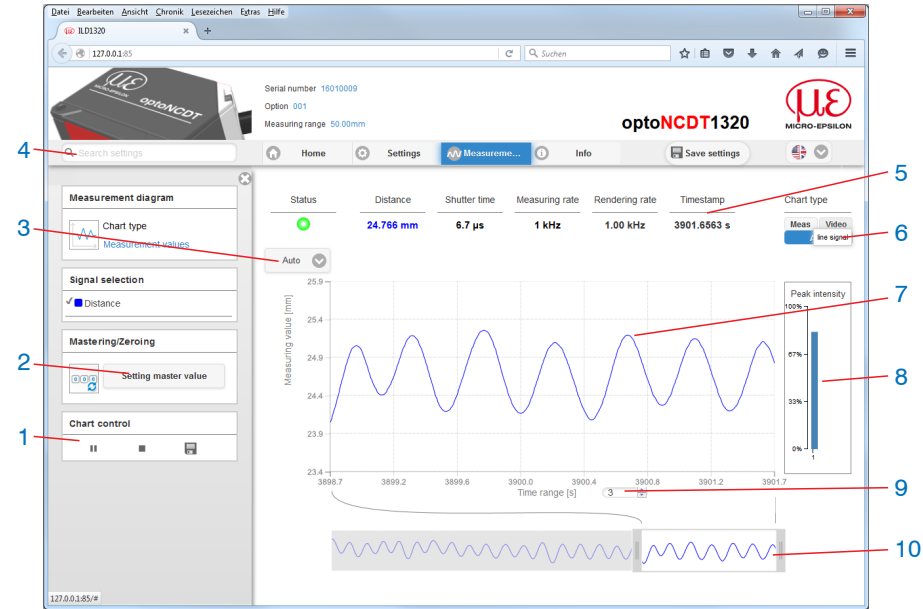 Datei Bearbeiten Ansicht Chronik Lesezeichen Extras Hilfe
µε ILD1320 × +
127.0.0.1:85
Suchen
µε
MICRO-EPSILON
optoNCDT
Serial number 16010009
Option 001
Measuring range 50.00mm
optoNCDT1320
µε
MICRO-EPSILON
4
Search settings
Home
Settings
Measureme...
Info
Save settings
Measurement diagram
Chart type
Measurement values
Signal selection
Distance
Mastering/Zeroing
000
Setting master value
Chart control
3
2
1
Status
Distance
Shutter time
Measuring rate
Rendering rate
Timestamp
Chart type
24.766 mm
6.7 µs
1 kHz
1.00 kHz
3901.6563 s
Meas
Video
line signal
5
6
Auto
7
Measuring value [mm]
25.9
25.4
24.9
24.4
23.9
23.4
3898.7
3899.2
3899.6
3900.0
3900.4
3900.8
3901.2
3901.7
Time range [s]
3
Peak intensity
100%
67%
33%
0%
1
8
9
10
127.0.0.1:85/#